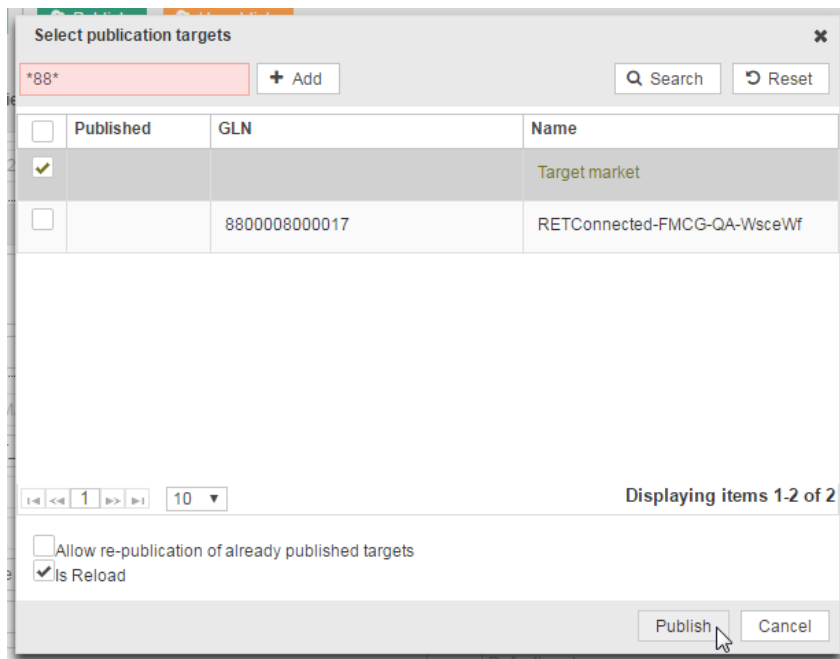 Select publication targets
*88*
Add
Search
Reset
Published
GLN
Name
Target market
8800008000017
RETConnected-FMCG-QA-WsceWf
1
10
Displaying items 1-2 of 2
Allow re-publication of already published targets
Is Reload
Publish
Cancel